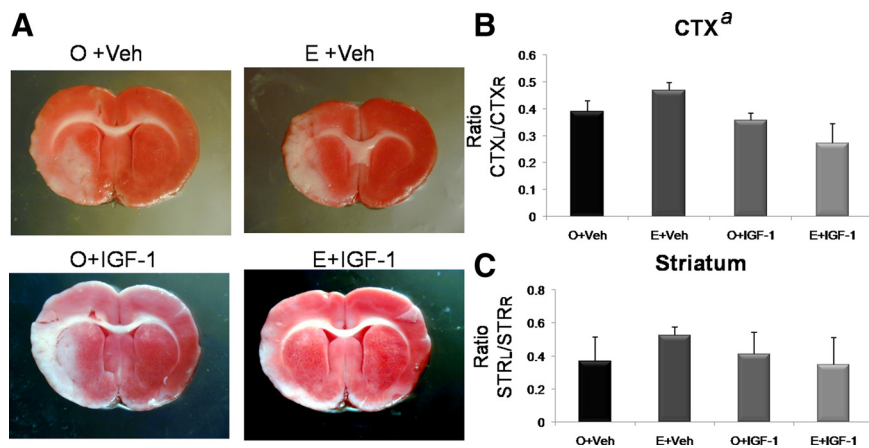 A
O +Veh
E +Veh
O+IGF-1
E+IGF-1
B
CTXa
Ratio
CTXL/CTXR
0.6
0.5
0.4
0.3
0.2
0.1
0
O+Veh E+Veh O+IGF-1 E+IGF-1
C
Striatum
Ratio
STRL/STRR
0.8
0.6
0.4
0.2
0
O+Veh E+Veh O+IGF-1 E+IGF-1